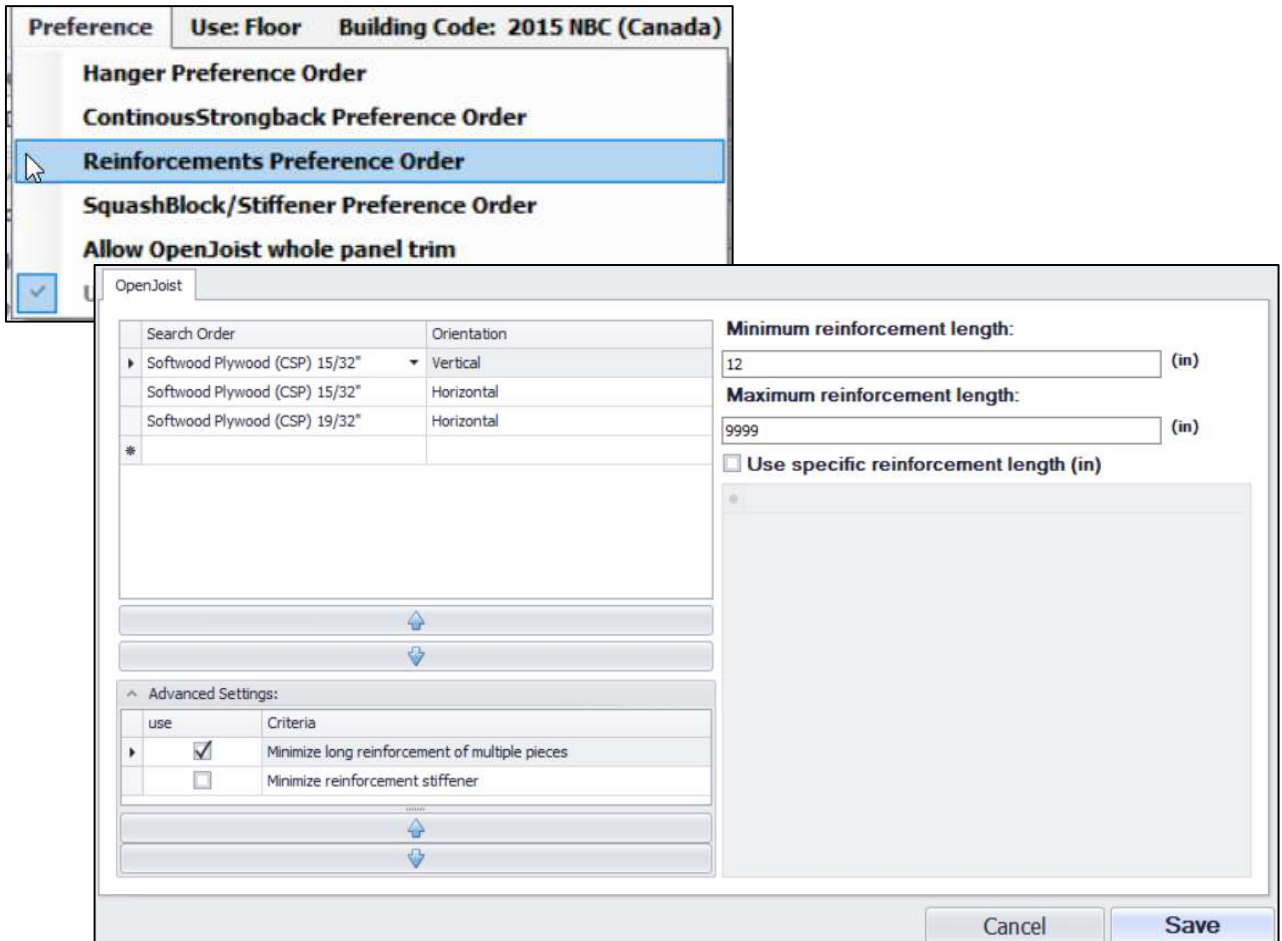 Preference Use: Floor Building Code: 2015 NBC (Canada)
Hanger Preference Order
ContinousStrongback Preference Order
Reinforcements Preference Order
SquashBlock/Stiffener Preference Order
Allow OpenJoist whole panel trim
OpenJoist
Search Order Orientation
Softwood Plywood (CSP) 15/32" Vertical
Softwood Plywood (CSP) 15/32" Horizontal
Softwood Plywood (CSP) 19/32" Horizontal
Minimum reinforcement length:
12 (in)
Maximum reinforcement length:
9999 (in)
Use specific reinforcement length (in)
Advanced Settings:
use Criteria
Minimize long reinforcement of multiple pieces
Minimize reinforcement stiffener
Cancel Save